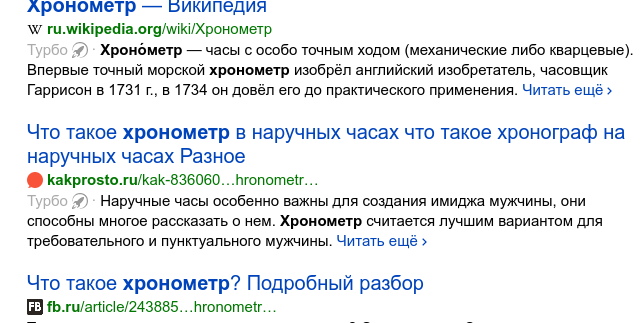 Хронометр — Википедия
W ru.wikipedia.org/wiki/Хронометр
Турбо · Хроно́метр — часы с особо точным ходом (механические либо кварцевые).
Впервые точный морской хронометр изобрёл английский изобретатель, часовщик
Гаррисон в 1731 г., в 1734 он довёл его до практического применения. Читать ещё ›
Что такое хронометр в наручных часах что такое хронограф на
наручных часах Разное
kakprosto.ru/kak-836060…hronometr…
Турбо · Наручные часы особенно важны для создания имиджа мужчины, они
способны многое рассказать о нем. Хронометр считается лучшим вариантом для
требовательного и пунктуального мужчины. Читать ещё ›
Что такое хронометр? Подробный разбор
FB fb.ru/article/243885…hronometr…